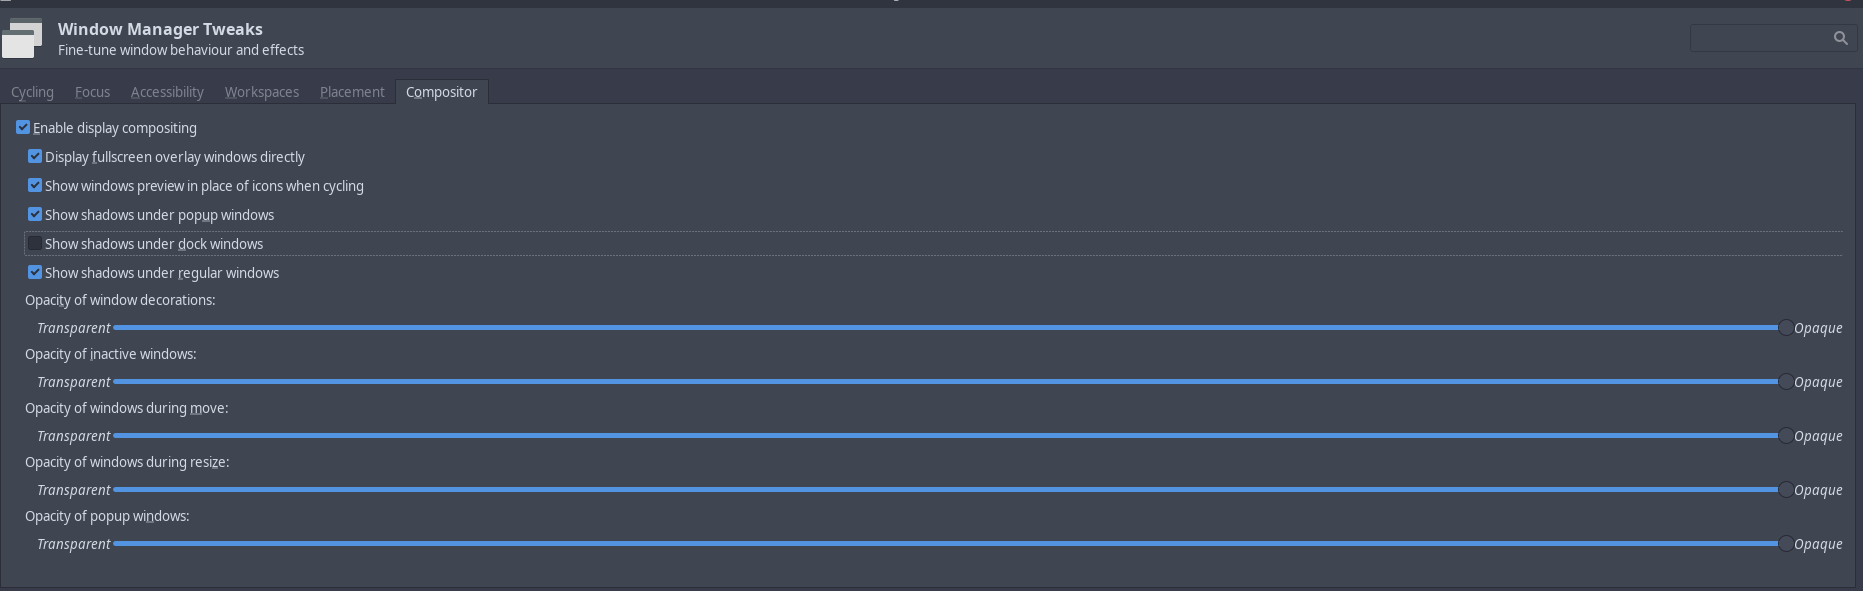 Window Manager Tweaks
Fine-tune window behaviour and effects
Cycling Focus Accessibility Workspaces Placement Compositor
Enable display compositing
Display fullscreen overlay windows directly
Show windows preview in place of icons when cycling
Show shadows under popup windows
Show shadows under dock windows
Show shadows under regular windows
Opacity of window decorations:
Transparent Opaque
Opacity of inactive windows:
Transparent Opaque
Opacity of windows during move:
Transparent Opaque
Opacity of windows during resize:
Transparent Opaque
Opacity of popup windows:
Transparent Opaque